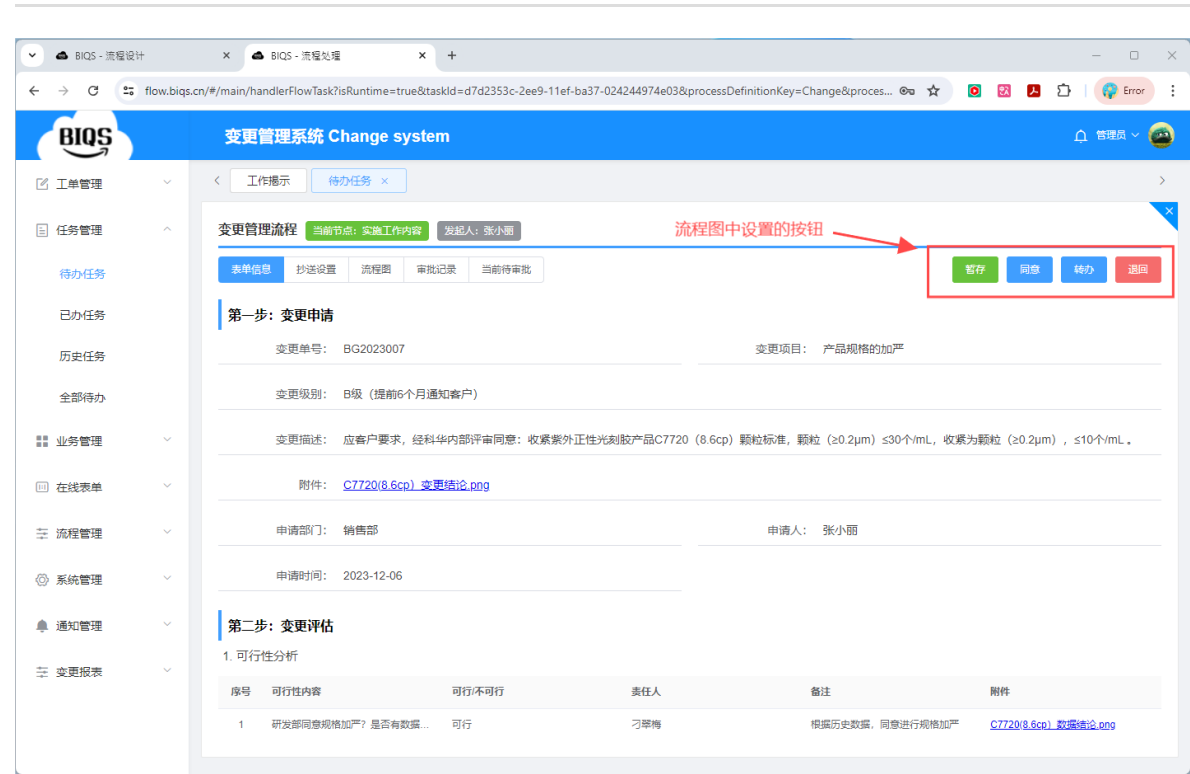 BIQS - 流程设计
BIQS - 流程处理
flow.biqs.cn/#/main/handlerFlowTask?isRuntime=true&taskId=d7d2353c-2ee9-11ef-ba37-024244974e03&processDefinitionKey=Change&proces...
Error
BIQS
变更管理系统 Change system
管理员
工单管理
任务管理
待办任务
已办任务
历史任务
全部待办
业务管理
在线表单
流程管理
系统管理
通知管理
变更报表
工作揭示
待办任务
变更管理流程
当前节点：实施工作内容
发起人：张小丽
流程图中设置的按钮
表单信息 抄送设置 流程图 审批记录 当前待审批
暂存 同意 转办 退回
第一步：变更申请
变更单号： BG2023007
变更项目： 产品规格的加严
变更级别： B级（提前6个月通知客户）
变更描述： 应客户要求，经科华内部评审同意：收紧紫外正性光刻胶产品C7720（8.6cp）颗粒标准，颗粒（≥0.2μm）≤30个/mL，收紧为颗粒（≥0.2μm），≤10个/mL 。
附件： C7720(8.6cp）变更结论.png
申请部门： 销售部
申请人： 张小丽
申请时间： 2023-12-06
第二步：变更评估
1. 可行性分析
序号 可行性内容 可行/不可行 责任人 备注 附件
1 研发部同意规格加严？是否有数据... 可行 刁翠梅 根据历史数据，同意进行规格加严 C7720(8.6cp）数据结论.png